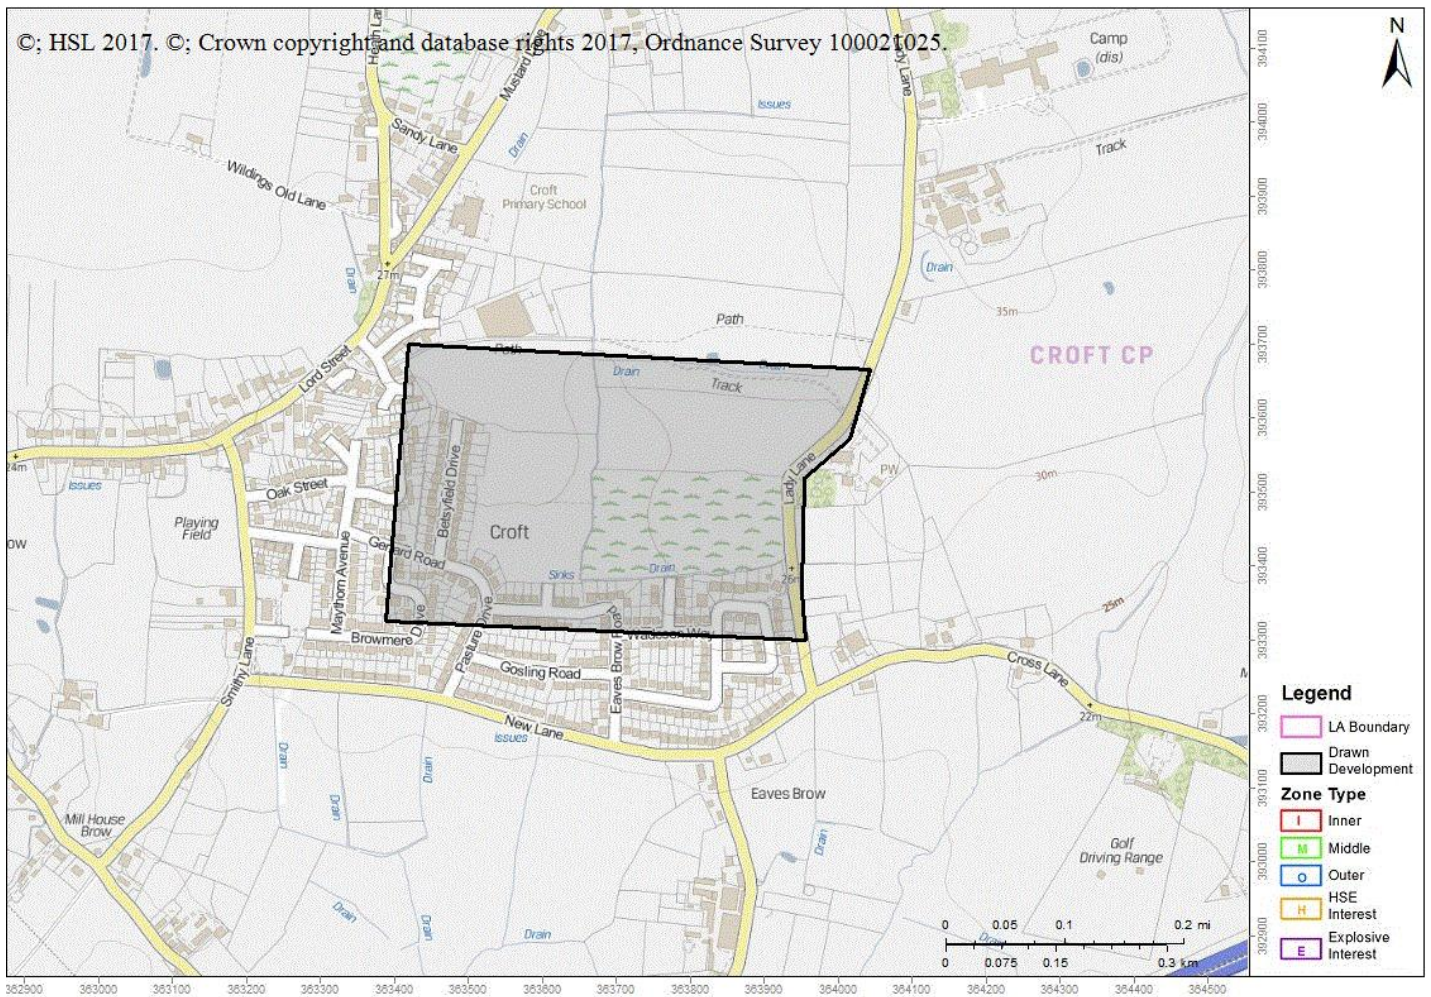 ©; HSL 2017. ©; Crown copyright and database rights 2017, Ordnance Survey 100021025.
N
Camp
(dis)
Issues
Mustard
Sandy Lane
Drain
Track
Wildings Old Lane
Croft
Primary School
Drain
27m
Drain
35m
Path
CROFT CP
Path
Drain
Drain
Track
Lord Street
24m
Issues
Oak Street
Playing
Field
Betsyfield Drive
Croft
Lady Lane
PW
30m
Gerrard Road
Sinks
Drain
26m
Maythorn Avenue
Browmere
Drive
Pasture Drive
Eaves Brow Road
Gosling Road
25m
Cross Lane
Smithy Lane
New Lane
Issues
22m
Drain
Drain
Drain
Mill House
Brow
Eaves Brow
Drain
Golf
Driving Range
Drain
Drain
Drain
Drain
0 0.05 0.1 0.2 mi
0 0.075 0.15 0.3 km
Legend
LA Boundary
Drawn
Development
Zone Type
I Inner
M Middle
O Outer
H HSE
Interest
E Explosive
Interest
394100
394000
393900
393800
393700
393600
393500
393400
393300
393200
393100
393000
392900
362900 363000 363100 363200 363300 363400 363500 363600 363700 363800 363900 364000 364100 364200 364300 364400 364500